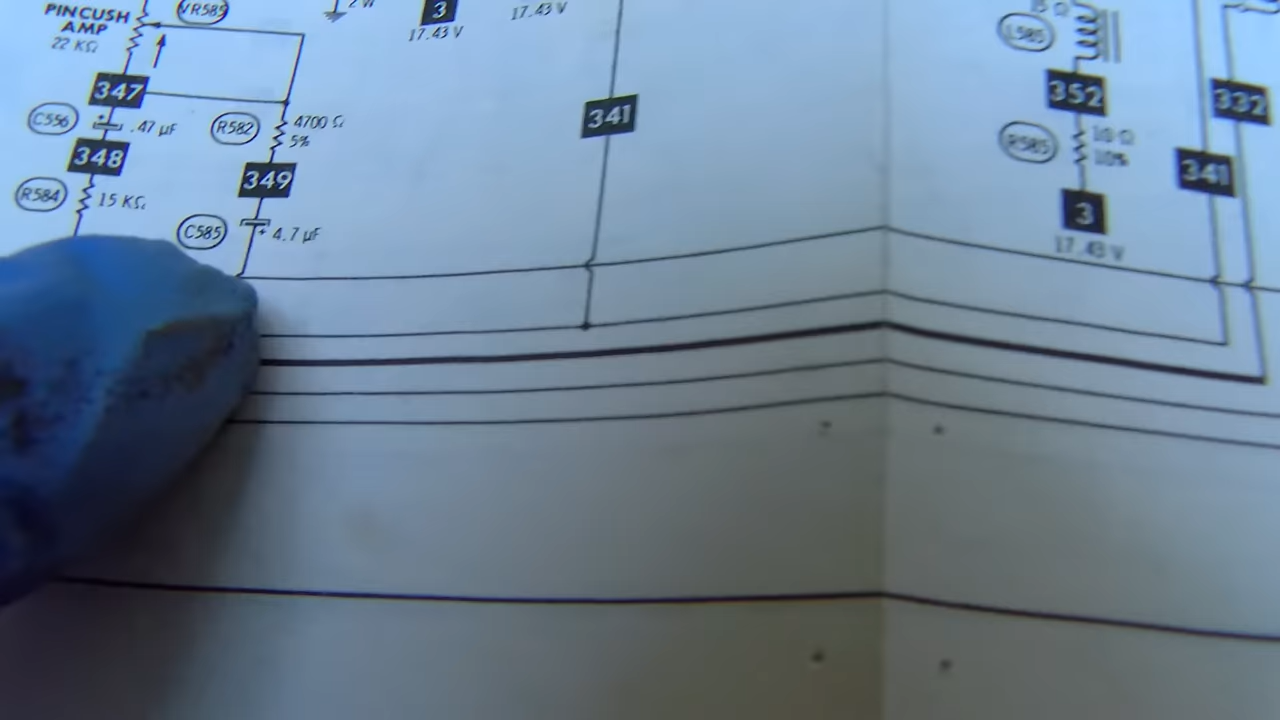 PINCUSH
AMP
22 KΩ
VR585
347
C556
.47 μF
348
R584
15 KΩ
R582
4700 Ω
5%
349
C585
+ 4.7 μF
2 W
3
17.43 V
17.43 V
341
L585
352
R585
10 Ω
10%
3
17.43 V
332
341